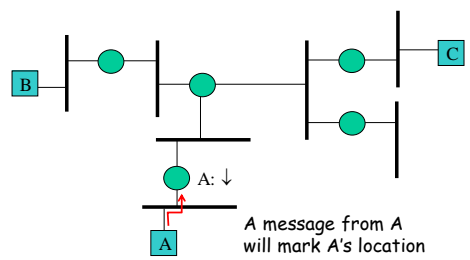 C
B
A: ↓
A message from A
will mark A's location
A